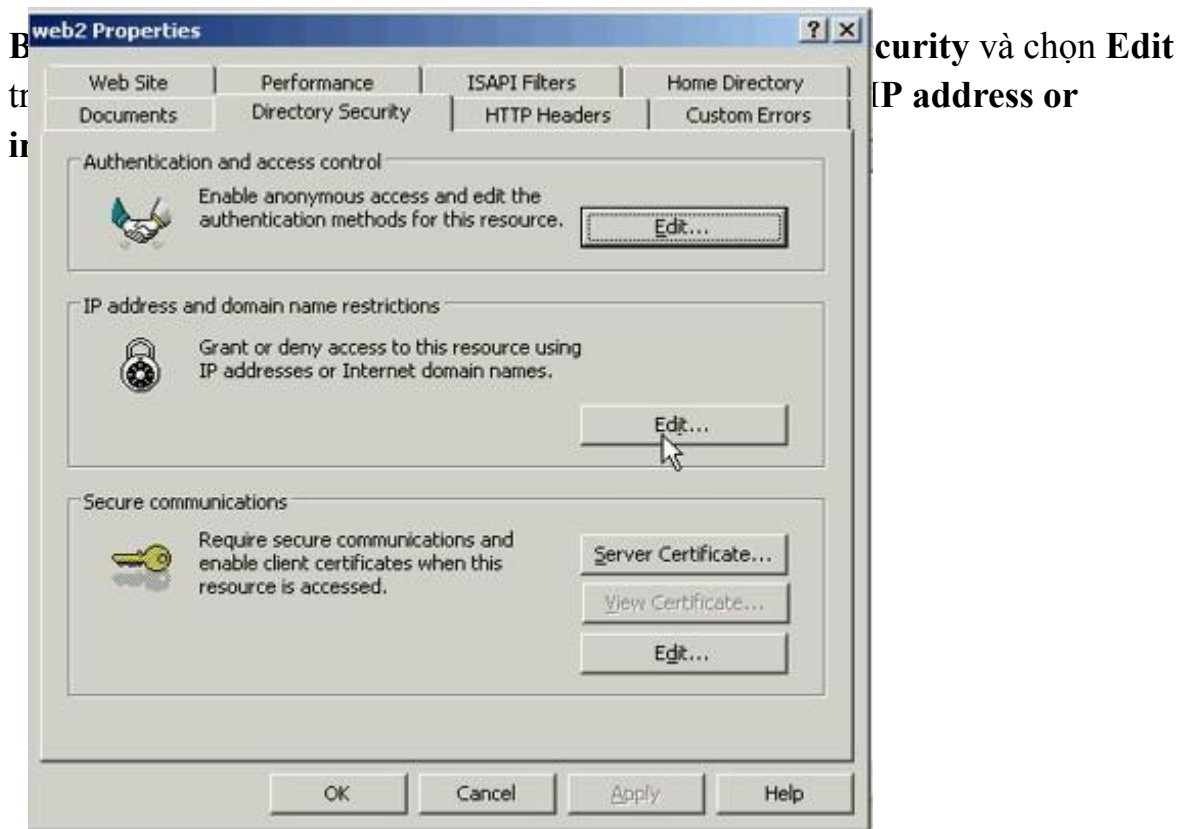 web2 Properties
curity và chọn Edit
IP address or
Web Site Performance ISAPI Filters Home Directory
Documents Directory Security HTTP Headers Custom Errors
Authentication and access control
Enable anonymous access and edit the
authentication methods for this resource.
Edit...
IP address and domain name restrictions
Grant or deny access to this resource using
IP addresses or Internet domain names.
Edit...
Secure communications
Require secure communications and
enable client certificates when this
resource is accessed.
Server Certificate...
View Certificate...
Edit...
OK Cancel Apply Help